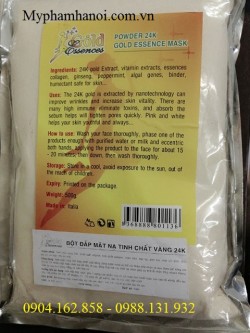 Myphamhanoi.com.vn
Gold
Essences
POWDER 24K
GOLD ESSENCE MASK
Ingredients: 24K gold Extract, vitamin extracts, essences
collagen, ginseng, peppermint, algal genes, binder,
humectant safe for skin...
Uses: The 24K gold is extracted by nanotechnology can
improve wrinkles and increase skin vitality. There are
many high immune eliminate toxins, and absorb the
sebum helps will tighten pores quickly. Pink and white
helps your skin youthful and always...
How to use: Wash your face thoroughly, phase one of the
products enough with purified water or milk and eccentric
both hands, applying the product to the face for about 15
- 20 minutes then down, then wash thoroughly.
Storage: Store in a cool, avoid exposure to the sun, out of
the reach of children.
Expiry: Printed on the package.
Weight:
Made in: Italia
BỘT ĐẮP MẶT NẠ TINH CHẤT VÀNG 24K
0904.162.858 - 0988.131.932